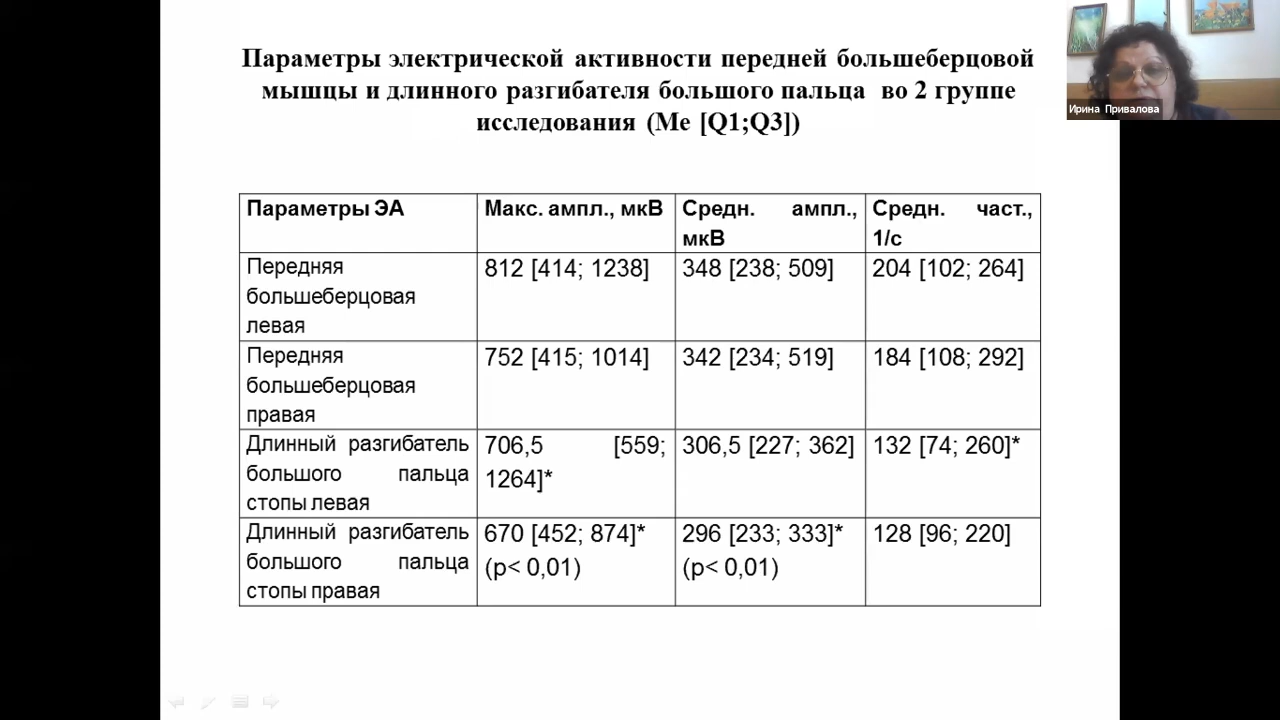 Параметры электрической активности передней большеберцовой
мышцы и длинного разгибателя большого пальца во 2 группе
исследования (Me [Q1;Q3])
Ирина Привалова
Параметры ЭА
Макс. ампл., мкВ
Средн. ампл.,
мкВ
Средн. част.,
1/с
Передняя
большеберцовая
левая
812 [414; 1238]
348 [238; 509]
204 [102; 264]
Передняя
большеберцовая
правая
752 [415; 1014]
342 [234; 519]
184 [108; 292]
Длинный разгибатель
большого пальца
стопы левая
706,5 [559;
1264]*
306,5 [227; 362]
132 [74; 260]*
Длинный разгибатель
большого пальца
стопы правая
670 [452; 874]*
(p< 0,01)
296 [233; 333]*
(p< 0,01)
128 [96; 220]